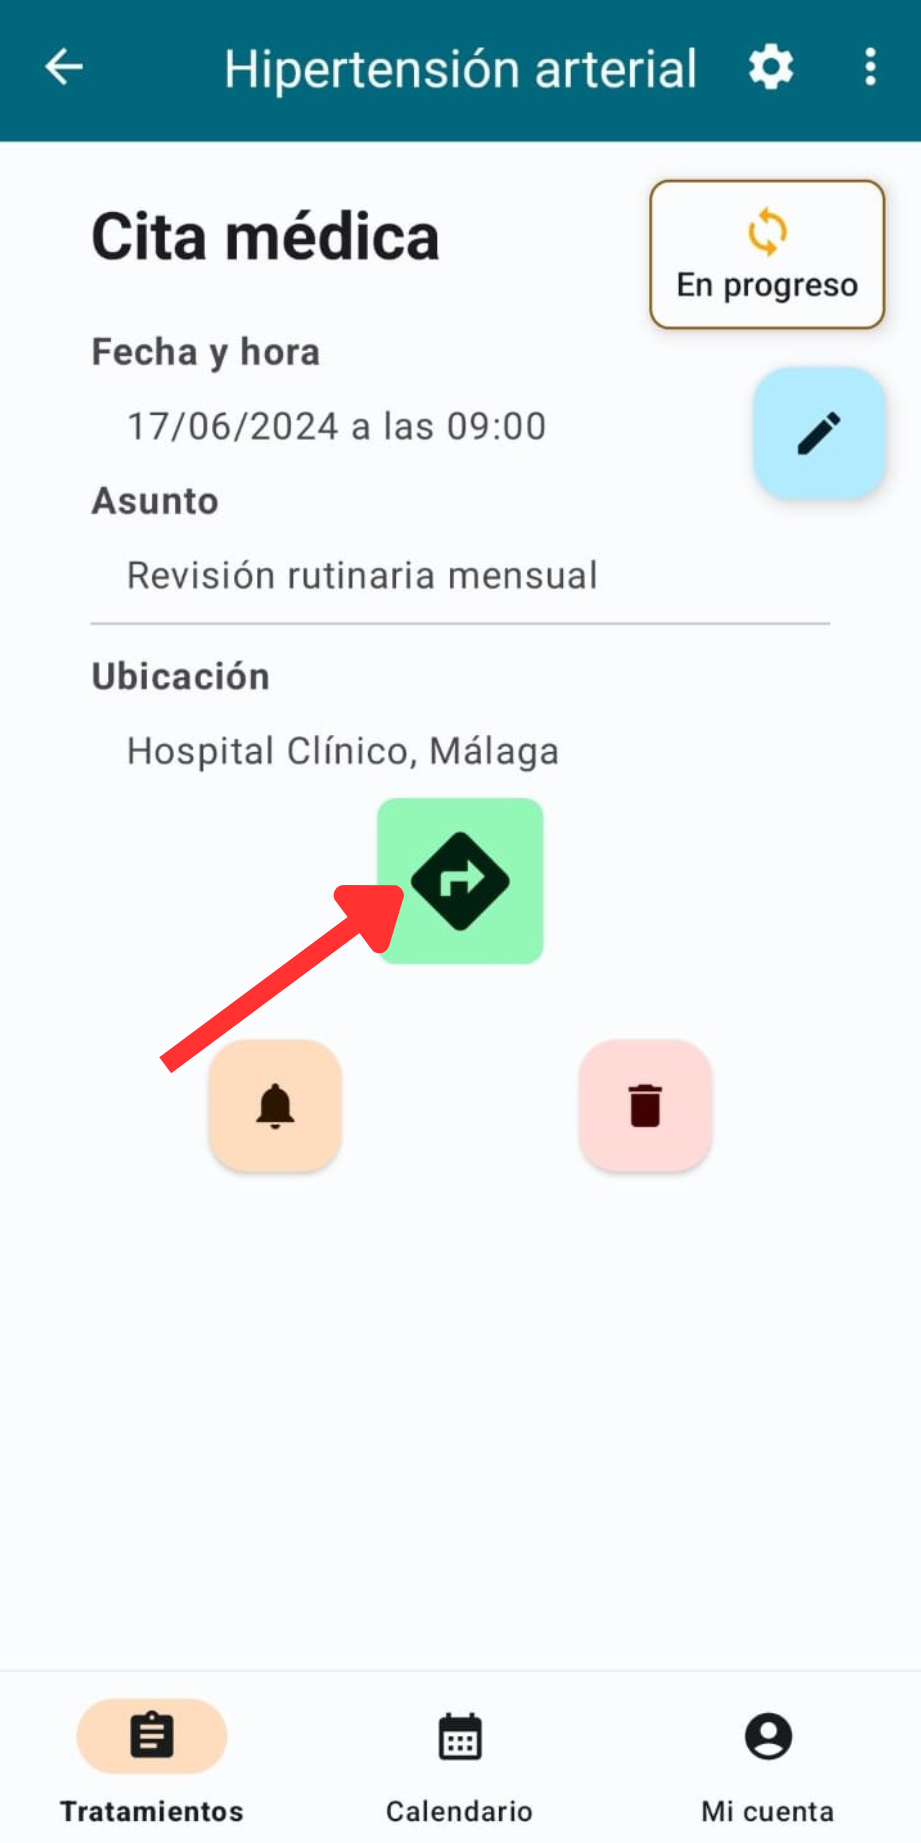 Hipertensión arterial
Cita médica
En progreso
Fecha y hora
17/06/2024 a las 09:00
Asunto
Revisión rutinaria mensual
Ubicación
Hospital Clínico, Málaga
Tratamientos
Calendario
Mi cuenta